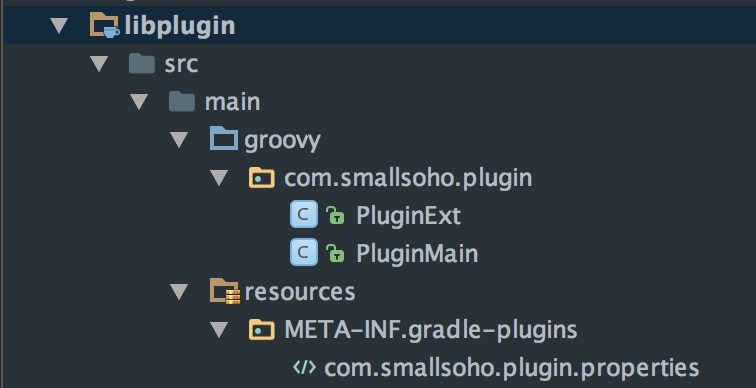 libplugin
src
main
groovy
com.smallsoho.plugin
C PluginExt
C PluginMain
resources
META-INF.gradle-plugins
</> com.smallsoho.plugin.properties